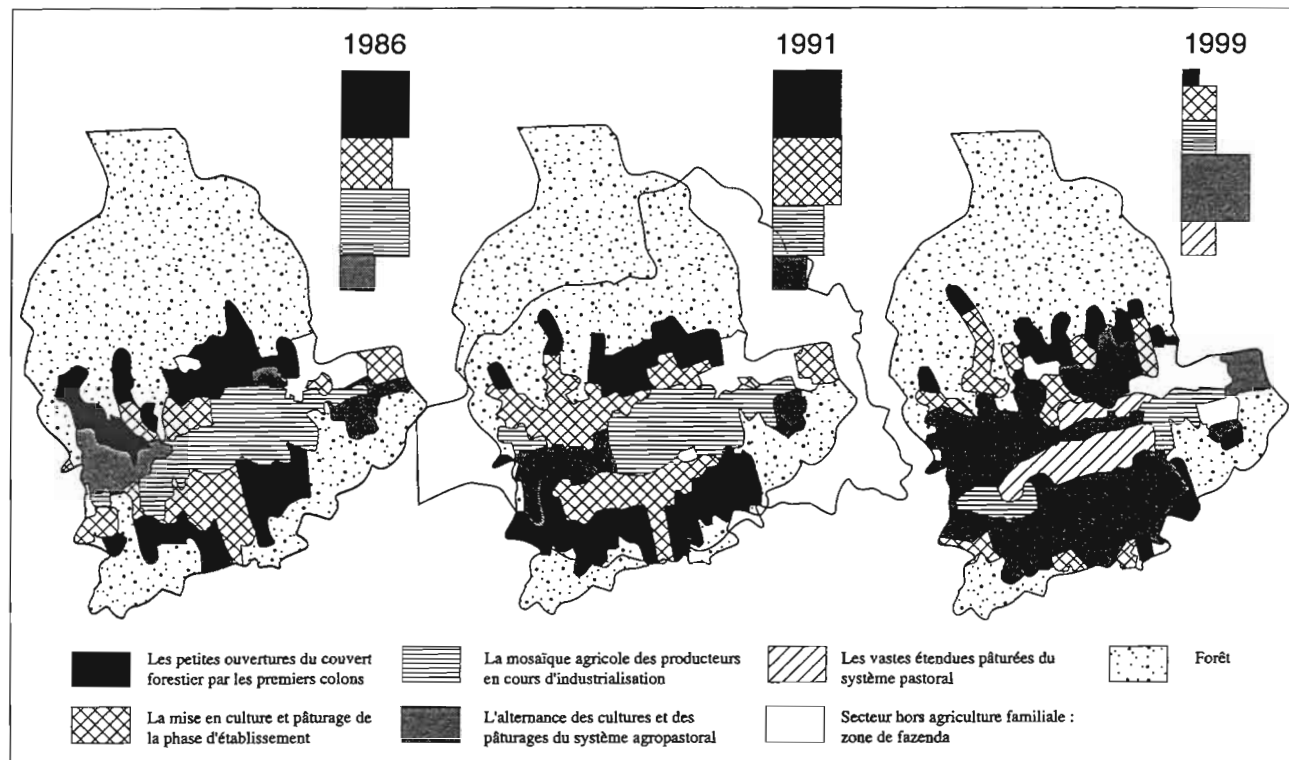 1986
1991
1999
Les petites ouvertures du couvert
forestier par les premiers colons
La mosaïque agricole des producteurs
en cours d'industrialisation
Les vastes étendues pâturées du
système pastoral
Forêt
La mise en culture et pâturage de
la phase d'établissement
L'alternance des cultures et des
pâturages du système agropastoral
Secteur hors agriculture familiale :
zone de fazenda